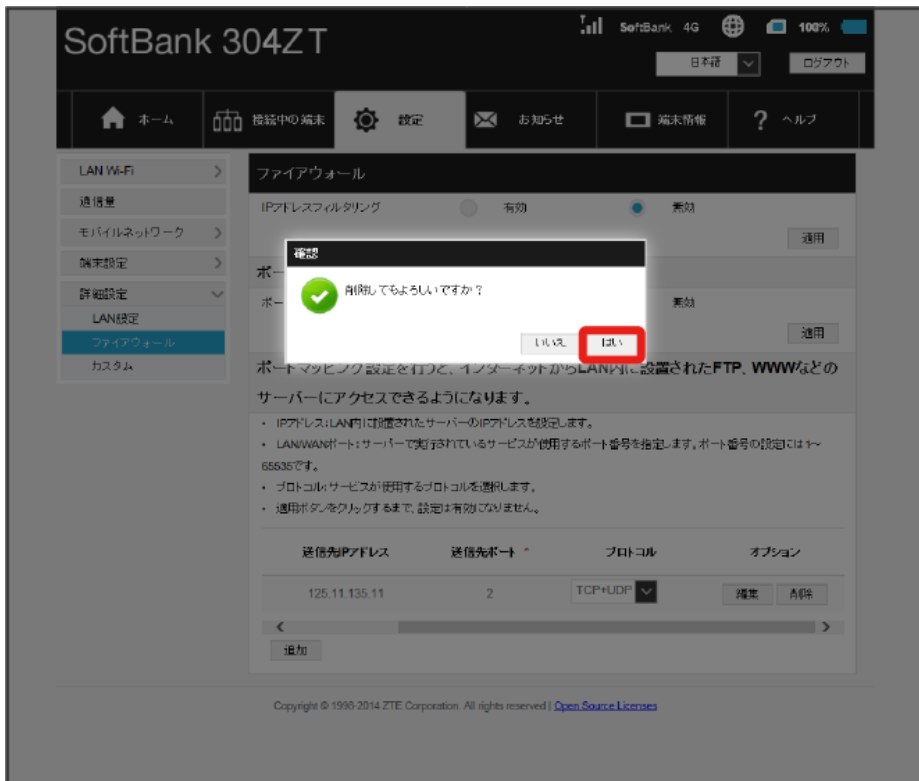 SoftBank 304ZT
SoftBank 4G 100%
日本語 ログアウト
ホーム 接続中の端末 設定 お知らせ 端末情報 ? ヘルプ
LAN Wi-Fi
通信量
モバイルネットワーク
端末設定
詳細設定
LAN設定
ファイアウォール
カスタム
ファイアウォール
IPアドレスフィルタリング 有効 無効
適用
確認
削除してもよろしいですか?
いいえ はい
ポー
ポー 無効
適用
ポートマッピング設定を行うと、インターネットからLAN内に設置されたFTP、WWWなどの
サーバーにアクセスできるようになります。
・ IPアドレス:LAN内に設置されたサーバーのIPアドレスを設定します。
・ LAN/WANポート:サーバーで実行されているサービスが使用するポート番号を指定します。ポート番号の設定には1~
65535です。
・ プロトコル:サービスが使用するプロトコルを選択します。
・ 適用ボタンをクリックするまで、設定は有効になりません。
送信先IPアドレス 送信先ポート * プロトコル オプション
125.11.135.11 2 TCP+UDP 編集 削除
追加
Copyright © 1998-2014 ZTE Corporation. All rights reserved | Open Source Licenses